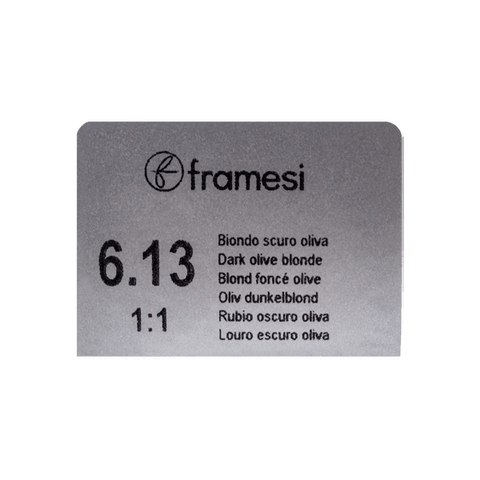 framesi
6.13
1:1
Biondo scuro oliva
Dark olive blonde
Blond foncé olive
Oliv dunkelblond
Rubio oscuro oliva
Louro escuro oliva